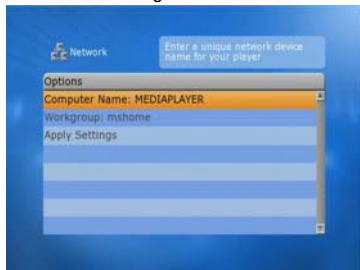 Network
Enter a unique network device
name for your player
Options
Computer Name: MEDIAPLAYER
Workgroup: mshome
Apply Settings